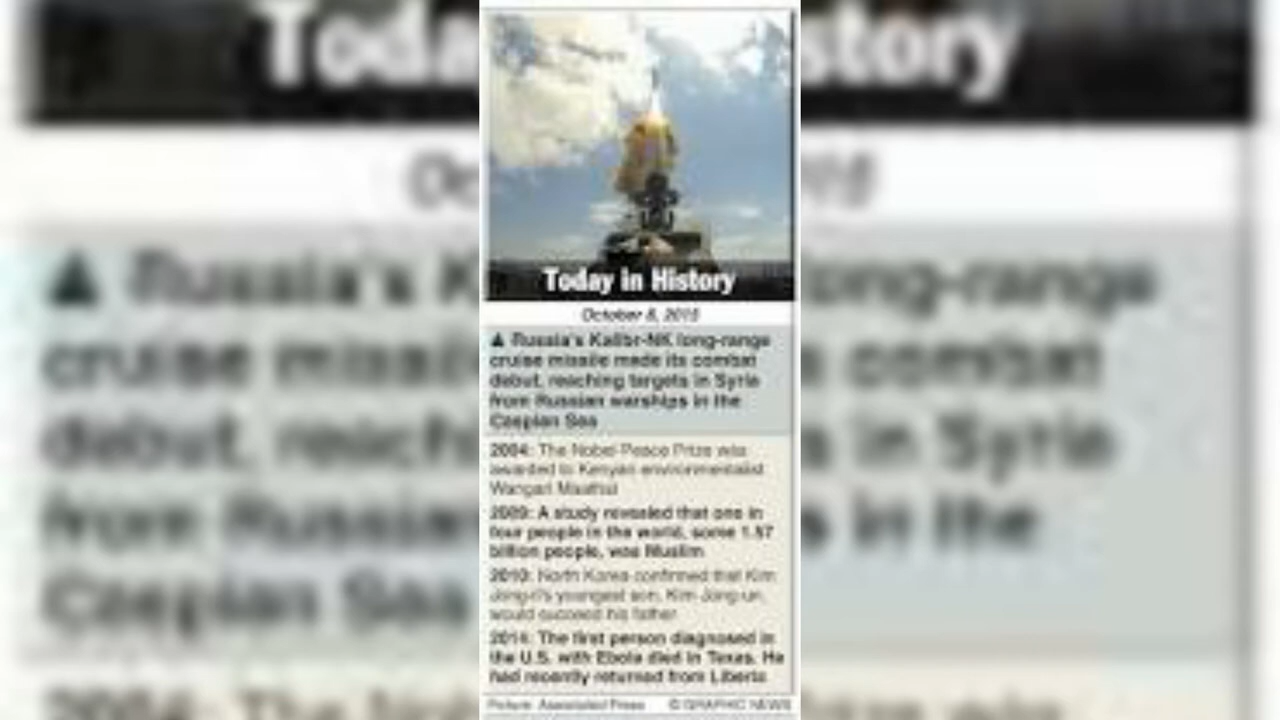 Today in History
October 8, 2015
▲ Russia's Kalibr-NK long-range
cruise missile made its combat
debut, reaching targets in Syria
from Russian warships in the
Caspian Sea
2004: The Nobel Peace Prize was
awarded to Kenyan environmentalist
Wangari Maathai
2009: A study revealed that one in
four people in the world, some 1.57
billion people, was Muslim
2010: North Korea confirmed that Kim
Jong-il's youngest son, Kim Jong-un,
would succeed his father
2014: The first person diagnosed in
the U.S. with Ebola died in Texas. He
had recently returned from Liberia
Picture: Associated Press © GRAPHIC NEWS